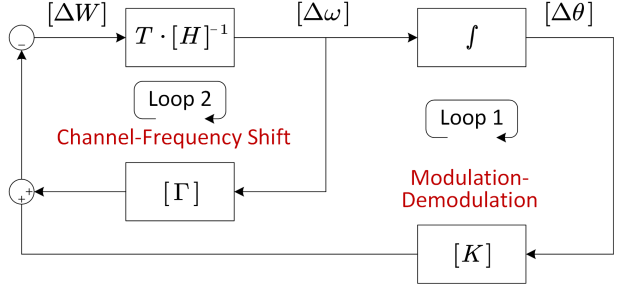 [ΔW]
[Δω]
[Δθ]
−
T · [H]⁻¹
∫
Loop 2
Loop 1
Channel-Frequency Shift
Modulation-
Demodulation
+
+
[Γ]
[K]